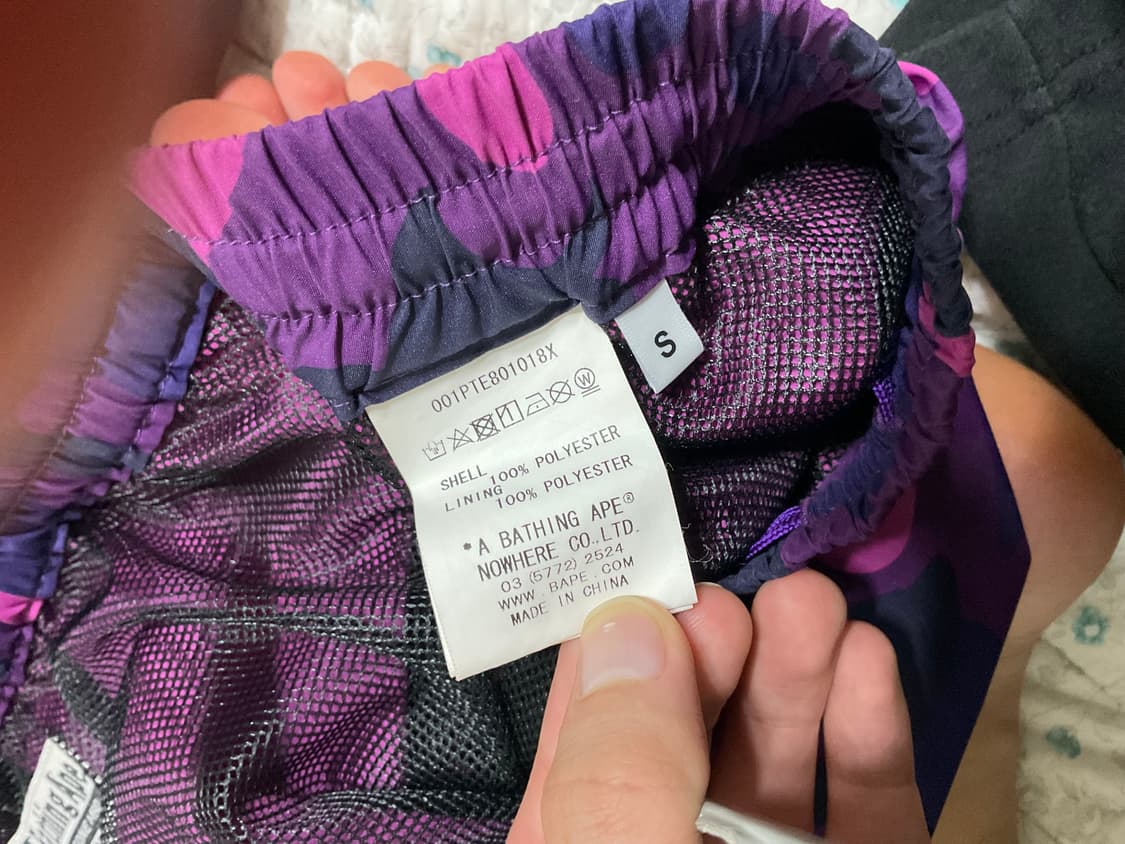 001PTE801018X
S
W
SHELL 100% POLYESTER
LINING 100% POLYESTER
*A BATHING APE®
NOWHERE CO.,LTD.
03 (5772) 2524
WWW.BAPE.COM
MADE IN CHINA
Ape